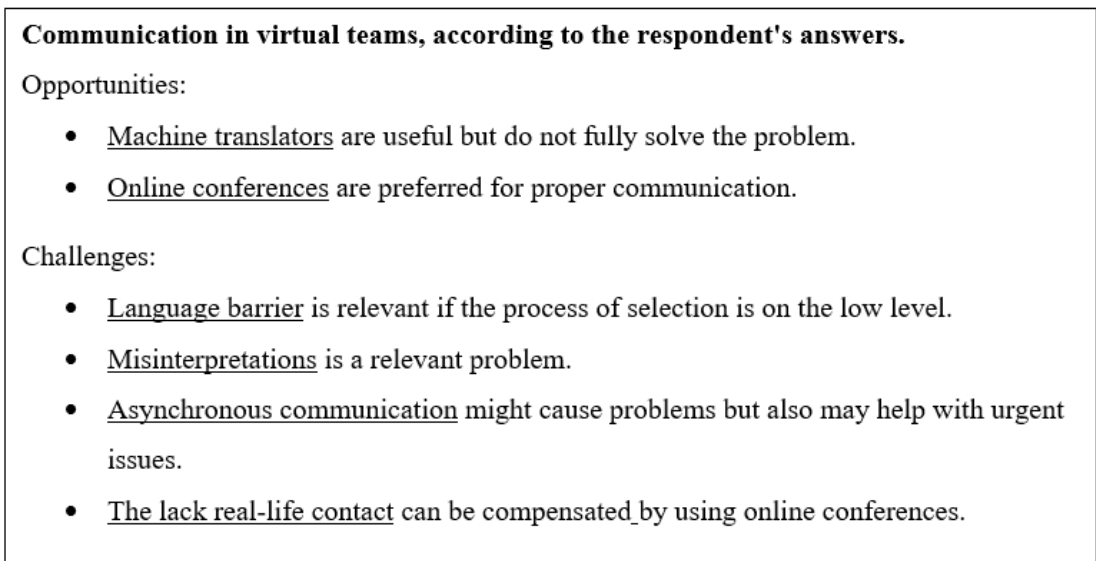 Communication in virtual teams, according to the respondent's answers.
Opportunities:
• Machine translators are useful but do not fully solve the problem.
• Online conferences are preferred for proper communication.
Challenges:
• Language barrier is relevant if the process of selection is on the low level.
• Misinterpretations is a relevant problem.
• Asynchronous communication might cause problems but also may help with urgent
issues.
• The lack real-life contact can be compensated by using online conferences.